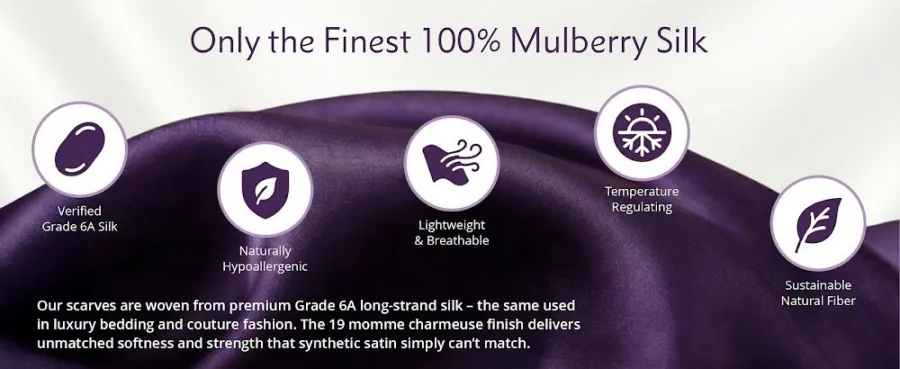 Only the Finest 100% Mulberry Silk
Verified
Grade 6A Silk
Naturally
Hypoallergenic
Lightweight
& Breathable
Temperature
Regulating
Sustainable
Natural Fiber
Our scarves are woven from premium Grade 6A long-strand silk – the same used
in luxury bedding and couture fashion. The 19 momme charmeuse finish delivers
unmatched softness and strength that synthetic satin simply can’t match.